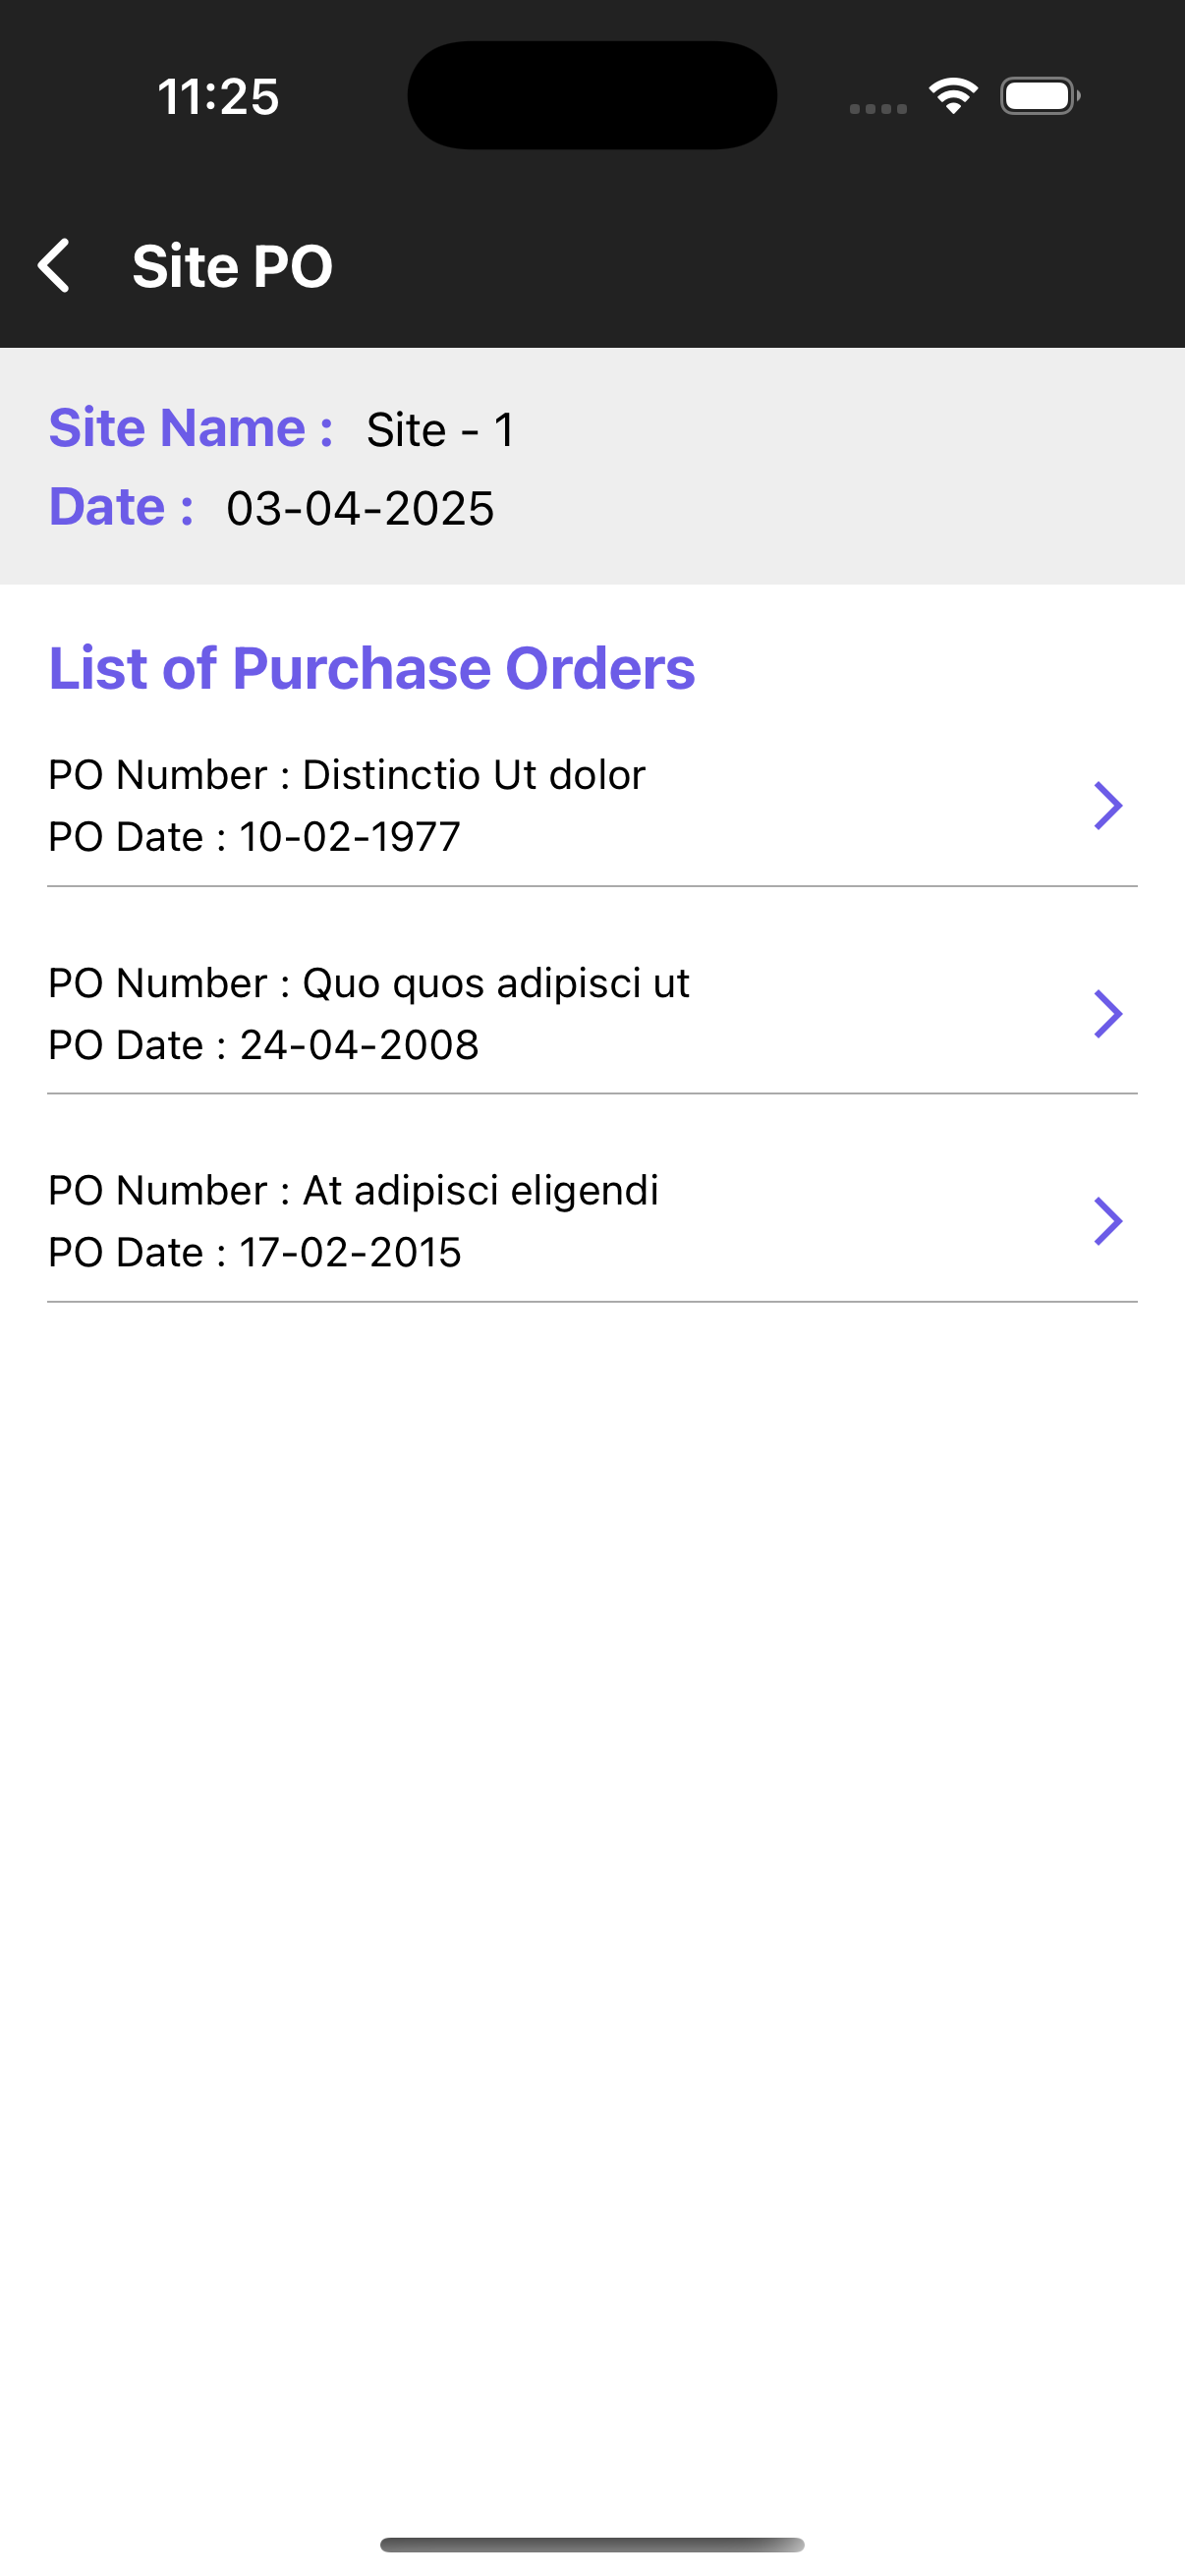 11:25
Site PO
Site Name : Site - 1
Date : 03-04-2025
List of Purchase Orders
PO Number : Distinctio Ut dolor
PO Date : 10-02-1977
PO Number : Quo quos adipisci ut
PO Date : 24-04-2008
PO Number : At adipisci eligendi
PO Date : 17-02-2015